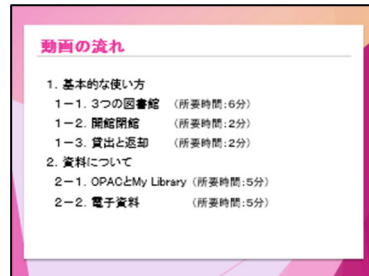 動画の流れ
1. 基本的な使い方
1－1. 3つの図書館 （所要時間:6分）
1－2. 開館閉館 （所要時間:2分）
1－3. 貸出と返却 （所要時間:2分）
2. 資料について
2－1. OPACとMy Library （所要時間:5分）
2－2. 電子資料 （所要時間:5分）